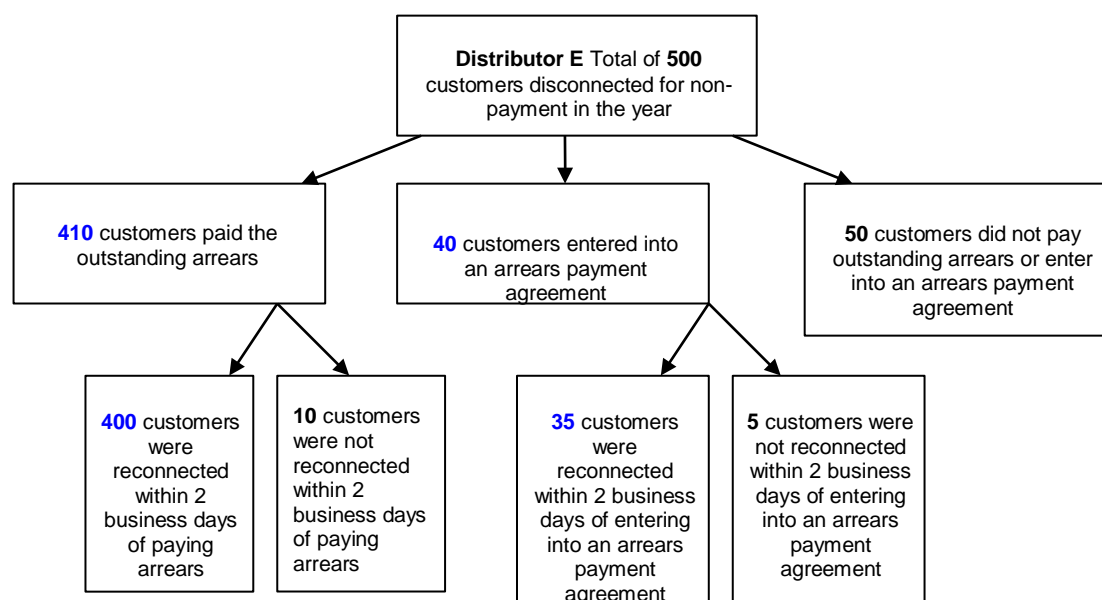 Distributor E Total of 500
customers disconnected for non-
payment in the year
410 customers paid the
outstanding arrears
40 customers entered into
an arrears payment
agreement
50 customers did not pay
outstanding arrears or enter
into an arrears payment
agreement
400 customers
were
reconnected
within 2
business days
of paying
arrears
10 customers
were not
reconnected
within 2
business days
of paying
arrears
35 customers
were
reconnected
within 2 business
days of entering
into an arrears
payment
agreement
5 customers were
not reconnected
within 2 business
days of entering
into an arrears
payment
agreement